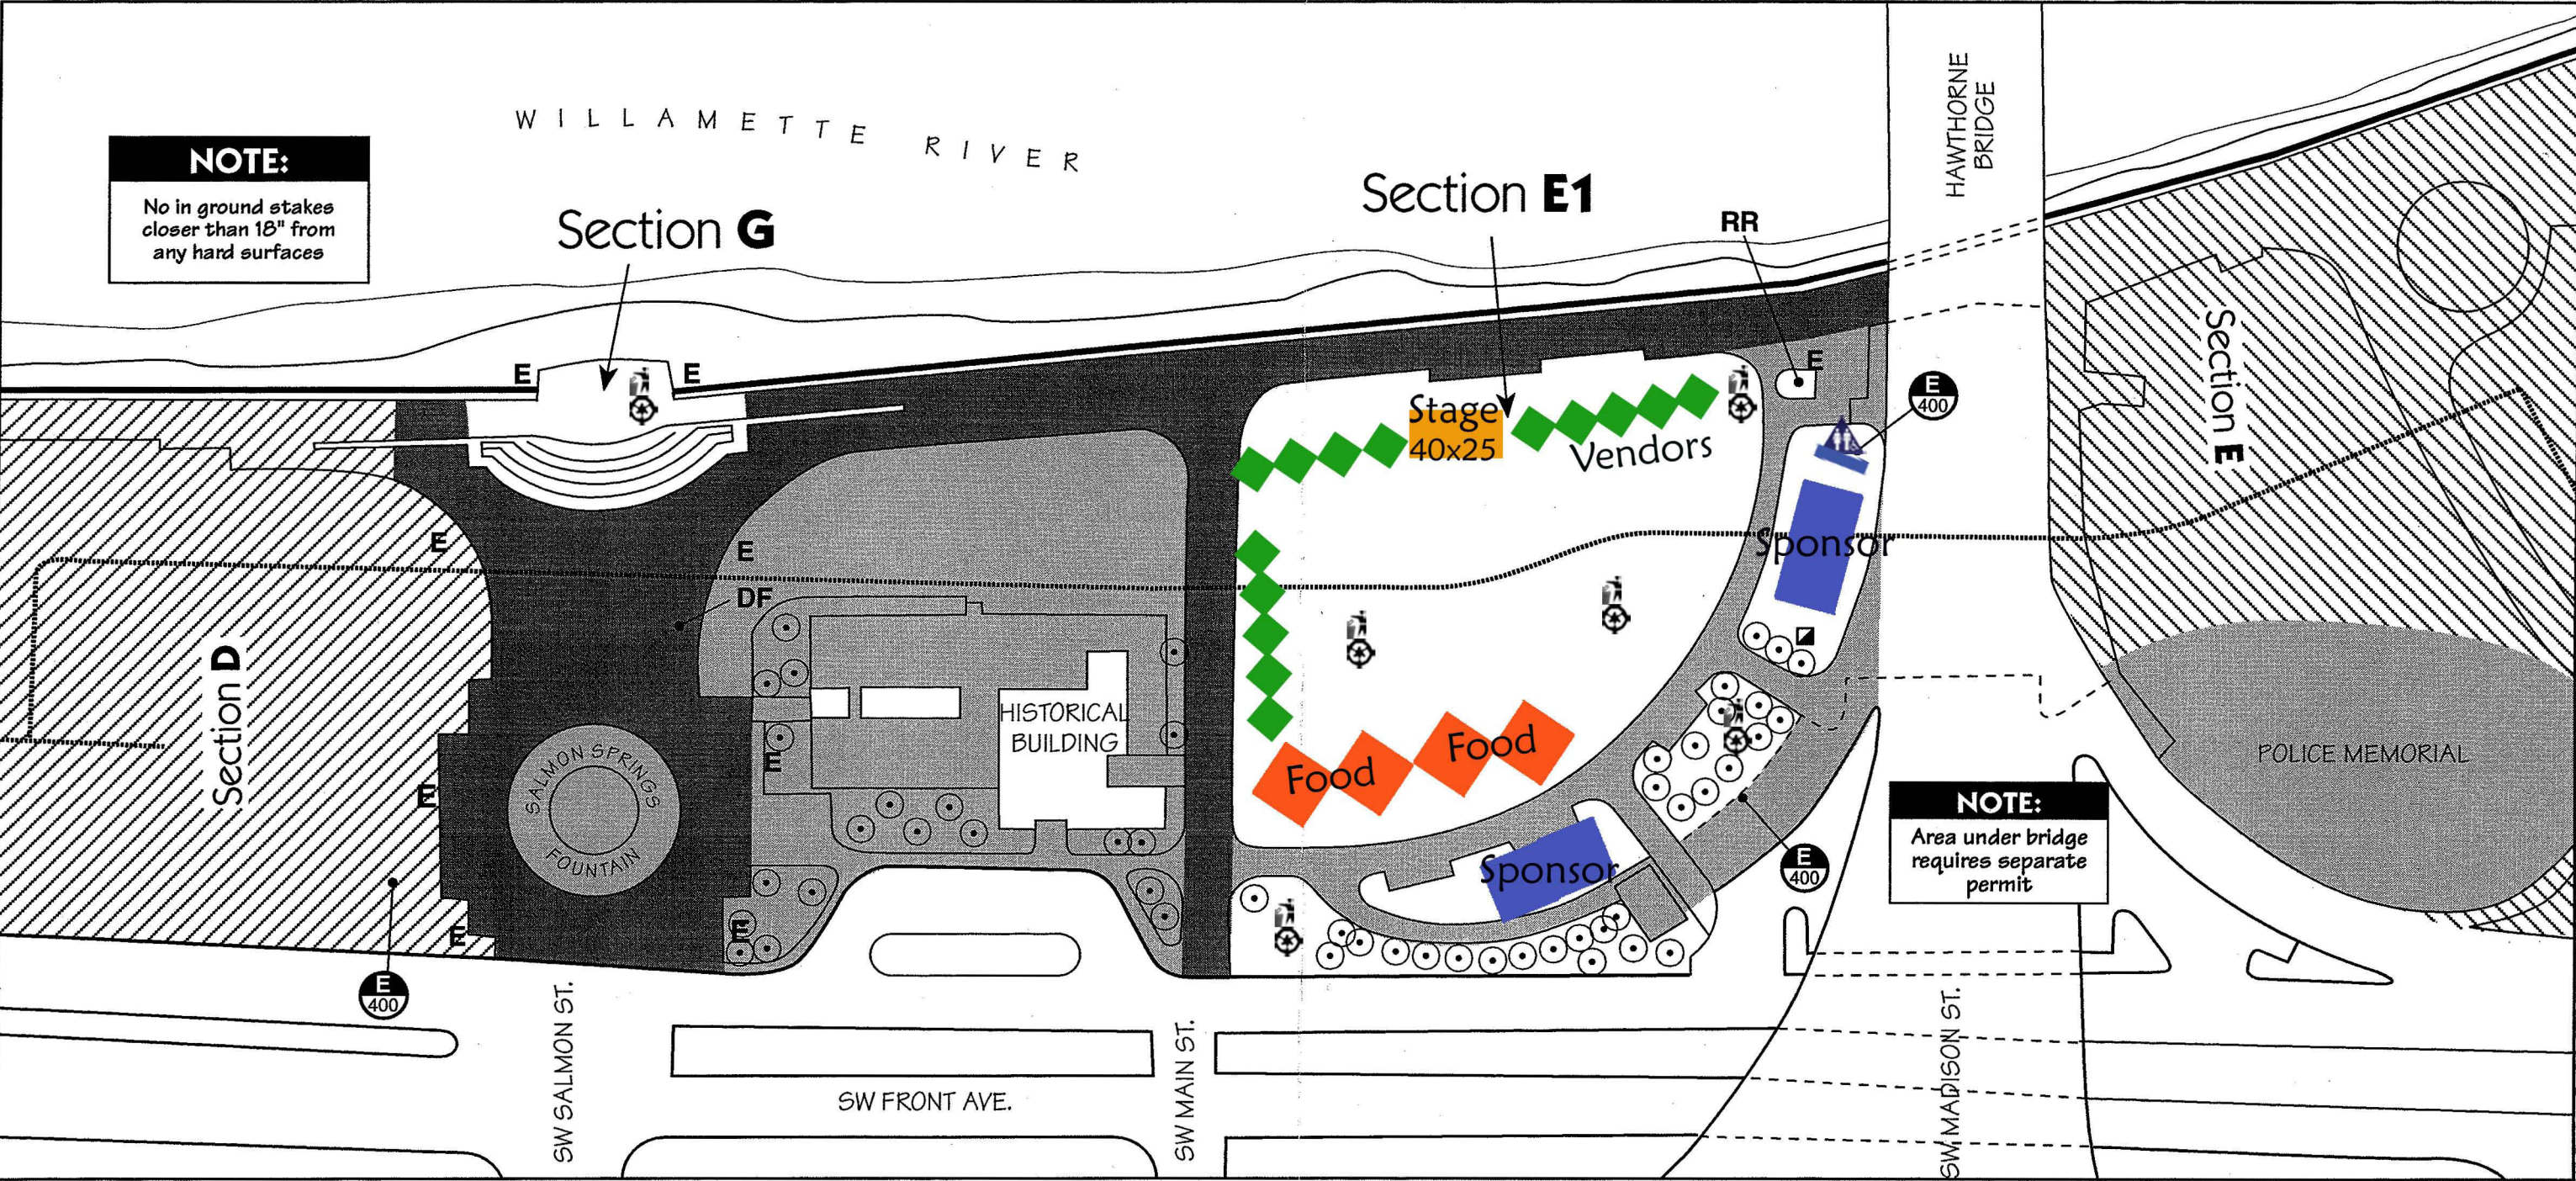 WILLAMETTE RIVER
HAWTHORNE
BRIDGE
NOTE:
No in ground stakes
closer than 18" from
any hard surfaces
Section G
Section E1
RR
E
E
E
E
400
Section E
Stage
40x25
Vendors
E
E
DF
Sponsor
Section D
HISTORICAL
BUILDING
Food
Food
POLICE MEMORIAL
SALMON SPRINGS
FOUNTAIN
E
E
NOTE:
Area under bridge
requires separate
permit
Sponsor
E
400
E
E
E
400
SW SALMON ST.
SW FRONT AVE.
SW MAIN ST.
SW MADISON ST.